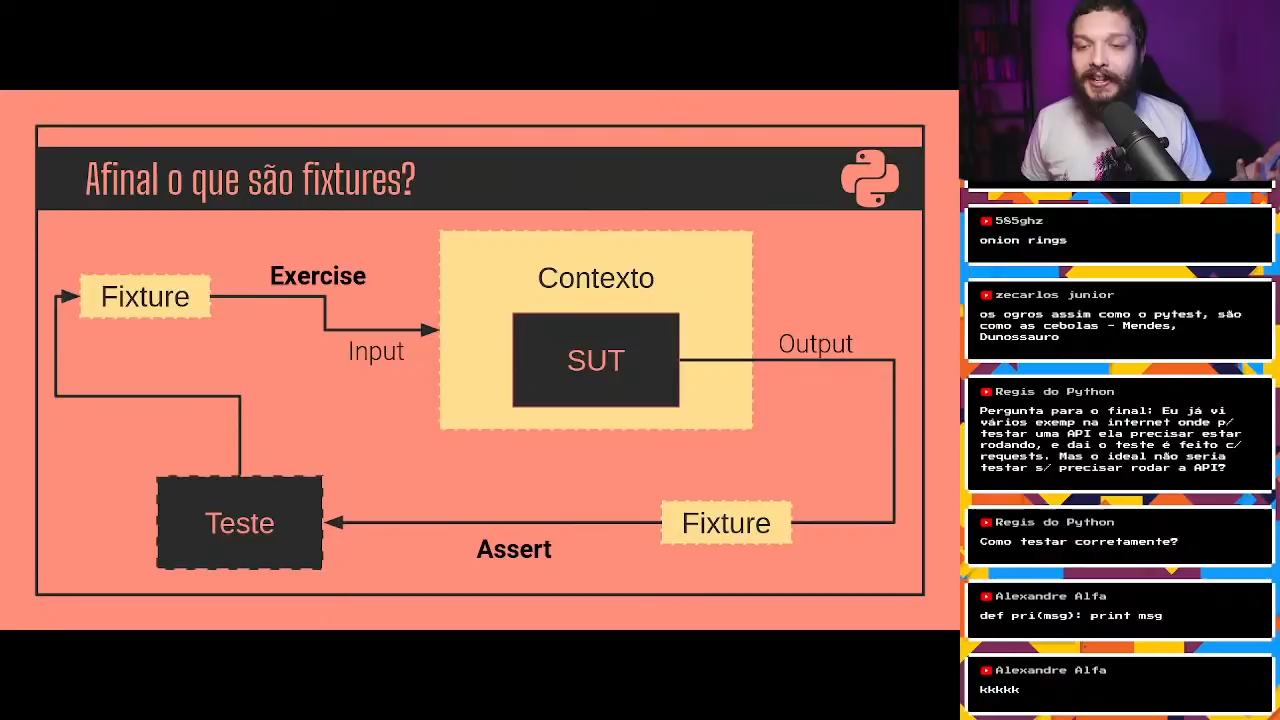 Afinal o que são fixtures?
Fixture
Exercise
Input
Contexto
SUT
Output
Teste
Assert
Fixture
585ghz
onion rings
zecarlos junior
os ogros assim como o pytest, são
como as cebolas - Mendes,
Dunossauro
Regis do Python
Pergunta para o final: Eu já vi
vários exemp na internet onde p/
testar uma API ela precisar estar
rodando, e dai o teste é feito c/
requests. Mas o ideal não seria
testar s/ precisar rodar a API?
Regis do Python
Como testar corretamente?
Alexandre Alfa
def pri(msg): print msg
Alexandre Alfa
kkkkk